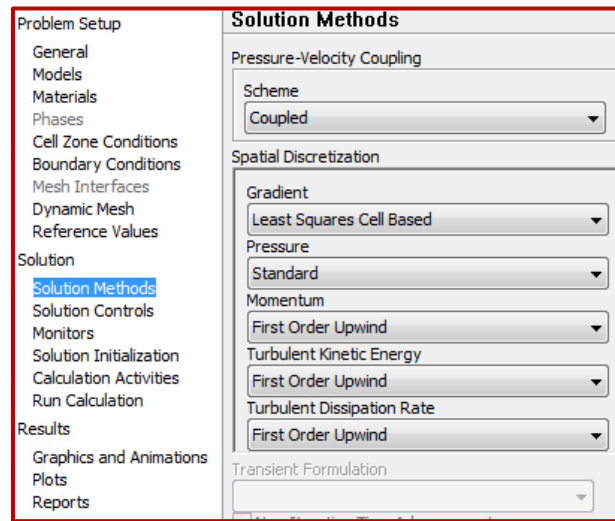 Problem Setup
General
Models
Materials
Phases
Cell Zone Conditions
Boundary Conditions
Mesh Interfaces
Dynamic Mesh
Reference Values
Solution
Solution Methods
Solution Controls
Monitors
Solution Initialization
Calculation Activities
Run Calculation
Results
Graphics and Animations
Plots
Reports
Solution Methods
Pressure-Velocity Coupling
Scheme
Coupled
Spatial Discretization
Gradient
Least Squares Cell Based
Pressure
Standard
Momentum
First Order Upwind
Turbulent Kinetic Energy
First Order Upwind
Turbulent Dissipation Rate
First Order Upwind
Transient Formulation